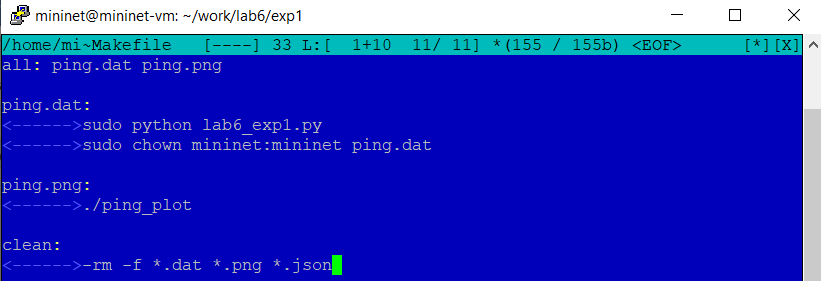 mininet@mininet-vm: ~/work/lab6/exp1
/home/mi~Makefile   [----] 33 L:[  1+10  11/ 11] *(155 / 155b) <EOF>      [*][X]
all: ping.dat ping.png
ping.dat:
<------>sudo python lab6_exp1.py
<------>sudo chown mininet:mininet ping.dat
ping.png:
<------>./ping_plot
clean:
<------>-rm -f *.dat *.png *.json